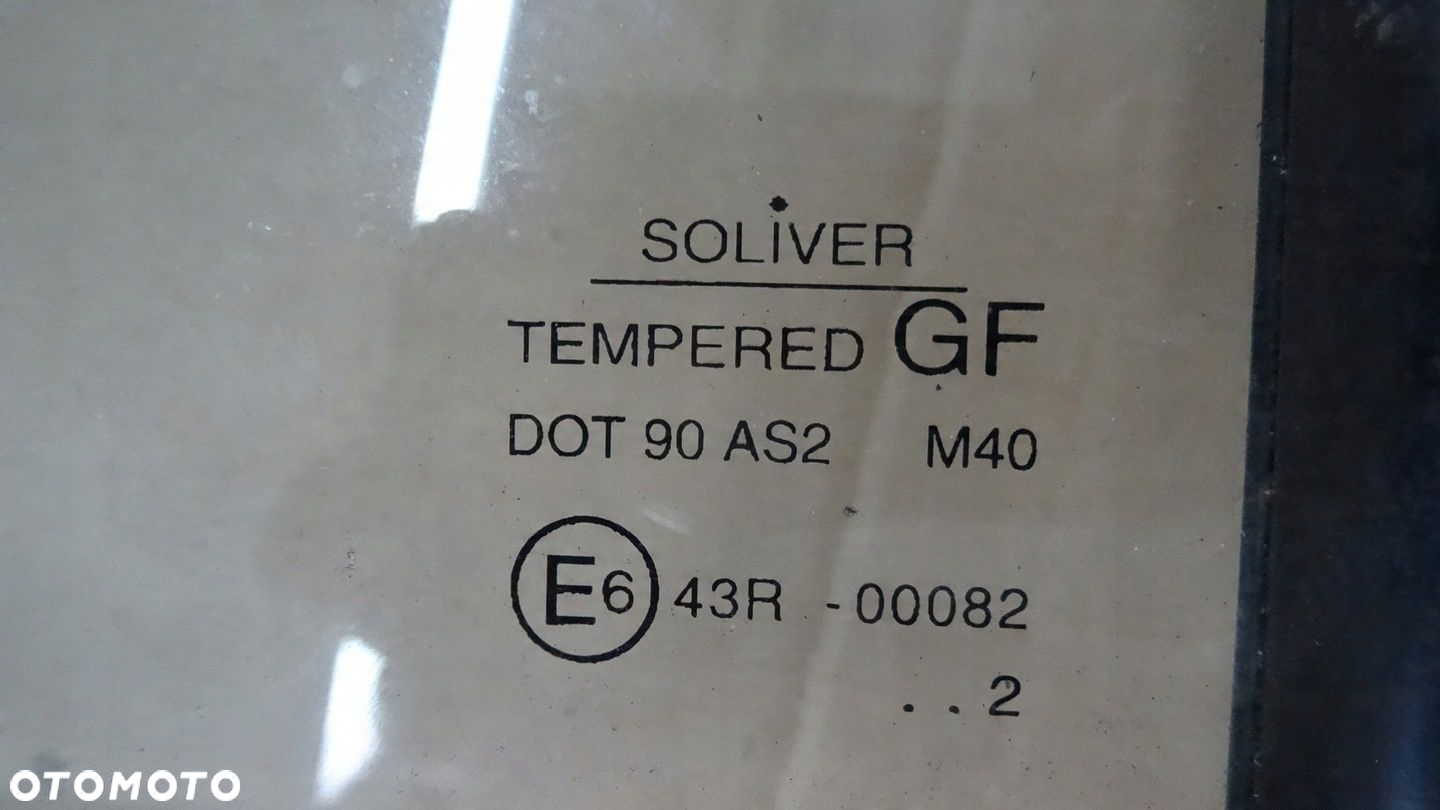 SOLIVER
TEMPERED GF
DOT 90 AS2 M40
E6 43R -00082
..2
OTOMOTO